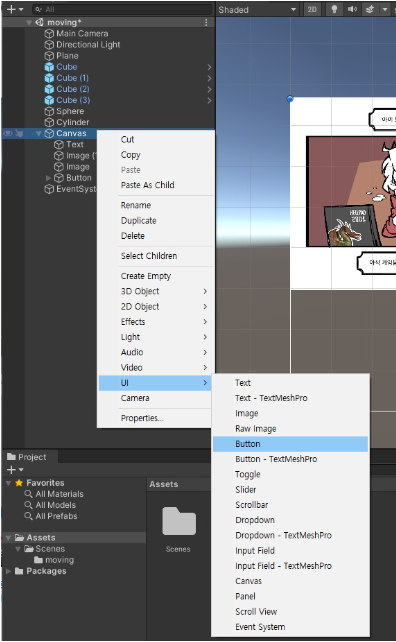 All
Shaded
2D
moving*
Main Camera
Directional Light
Plane
Cube
Cube (1)
Cube (2)
Cube (3)
Sphere
Cylinder
Canvas
Text
Image (
Image
Button
EventSyste
Cut
Copy
Paste
Paste As Child
Rename
Duplicate
Delete
Select Children
Create Empty
3D Object
2D Object
Effects
Light
Audio
Video
UI
Camera
Properties...
Text
Text - TextMeshPro
Image
Raw Image
Button
Button - TextMeshPro
Toggle
Slider
Scrollbar
Dropdown
Dropdown - TextMeshPro
Input Field
Input Field - TextMeshPro
Canvas
Panel
Scroll View
Event System
Project
Favorites
All Materials
All Models
All Prefabs
Assets
Scenes
moving
Packages
Assets
Scenes